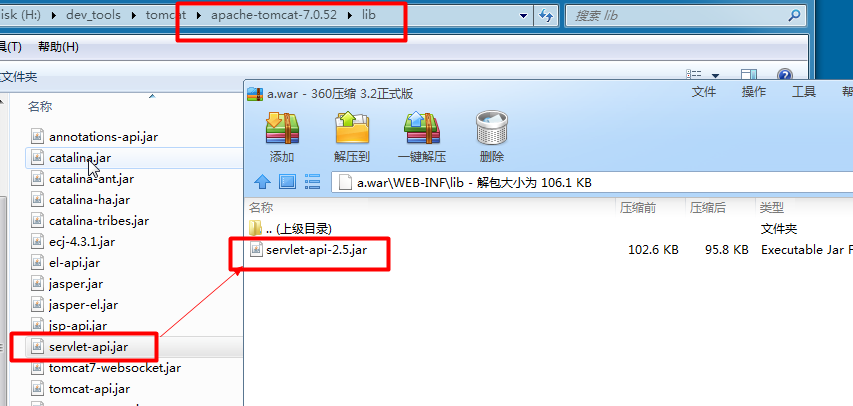 isk (H:) ▸ dev_tools ▸ tomcat ▸ apache-tomcat-7.0.52 ▸ lib
搜索 lib
具(T) 帮助(H)
文件夹
名称
annotations-api.jar
catalina.jar
catalina-ant.jar
catalina-ha.jar
catalina-tribes.jar
ecj-4.3.1.jar
el-api.jar
jasper.jar
jasper-el.jar
jsp-api.jar
servlet-api.jar
tomcat7-websocket.jar
tomcat-api.jar
a.war - 360压缩 3.2正式版
文件 操作 工具 帮
添加 解压到 一键解压 删除
a.war\WEB-INF\lib - 解包大小为 106.1 KB
名称 压缩前 压缩后 类型
.. (上级目录) 文件夹
servlet-api-2.5.jar 102.6 KB 95.8 KB Executable Jar F